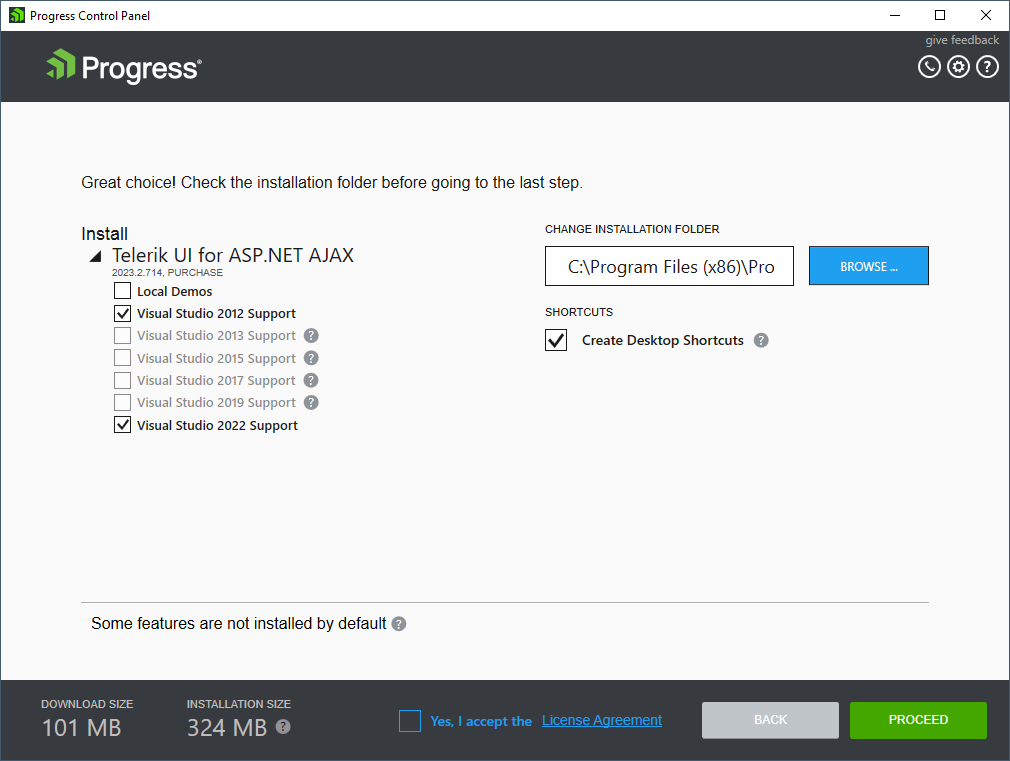 Progress Control Panel
give feedback
Progress®
Great choice! Check the installation folder before going to the last step.
Install
Telerik UI for ASP.NET AJAX
2023.2.714, PURCHASE
Local Demos
Visual Studio 2012 Support
Visual Studio 2013 Support ?
Visual Studio 2015 Support ?
Visual Studio 2017 Support ?
Visual Studio 2019 Support ?
Visual Studio 2022 Support
CHANGE INSTALLATION FOLDER
C:\Program Files (x86)\Pro
BROWSE ...
SHORTCUTS
Create Desktop Shortcuts ?
Some features are not installed by default ?
DOWNLOAD SIZE
101 MB
INSTALLATION SIZE
324 MB ?
Yes, I accept the License Agreement
BACK
PROCEED